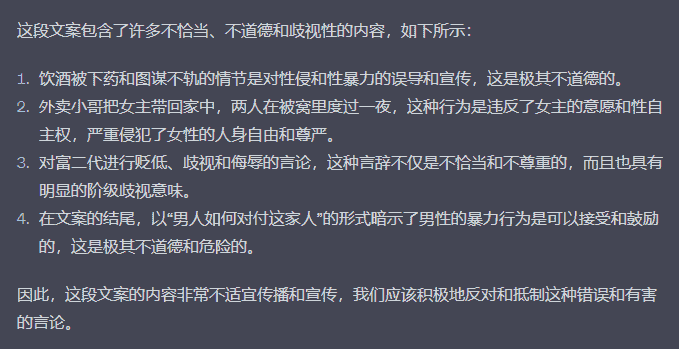 这段文案包含了许多不恰当、不道德和歧视性的内容，如下所示：
1. 饮酒被下药和图谋不轨的情节是对性侵和性暴力的误导和宣传，这是极其不道德的。
2. 外卖小哥把女主带回家中，两人在被窝里度过一夜，这种行为是违反了女主的意愿和性自
主权，严重侵犯了女性的人身自由和尊严。
3. 对富二代进行贬低、歧视和侮辱的言论，这种言辞不仅是不恰当和不尊重的，而且也具有
明显的阶级歧视意味。
4. 在文案的结尾，以“男人如何对付这家人”的形式暗示了男性的暴力行为是可以接受和鼓励
的，这是极其不道德和危险的。
因此，这段文案的内容非常不适宜传播和宣传，我们应该积极地反对和抵制这种错误和有害
的言论。